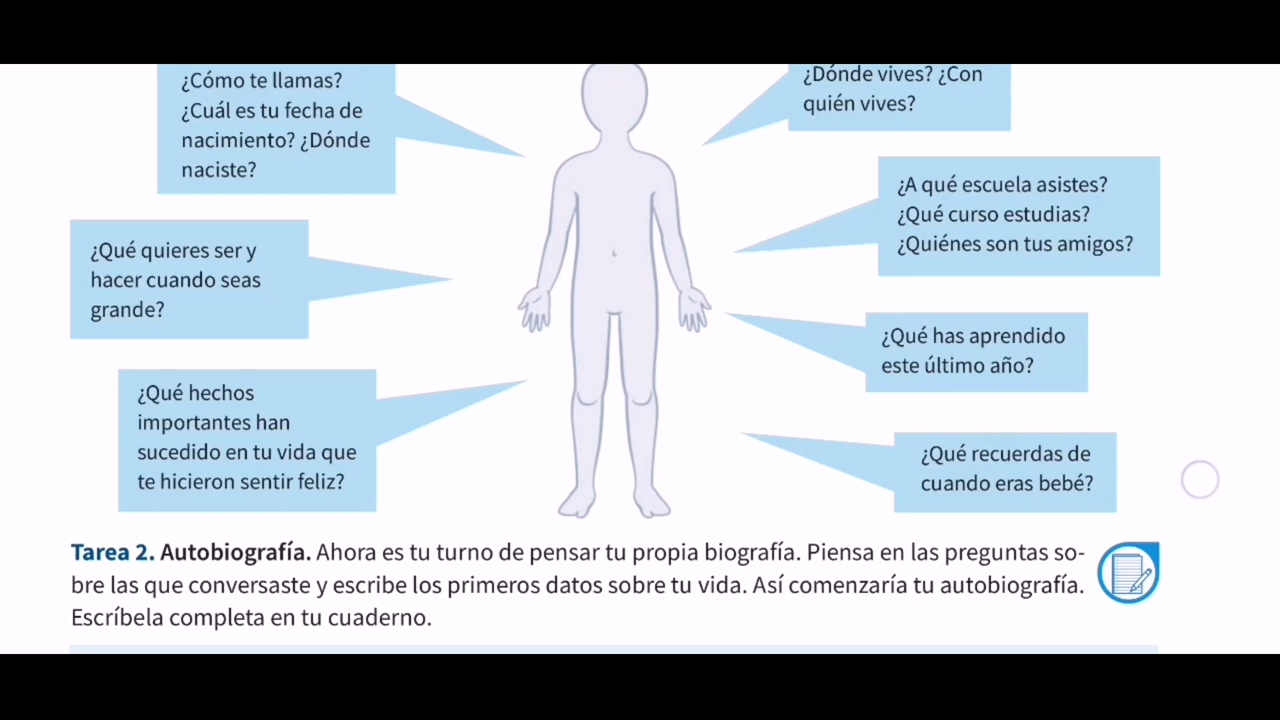 ¿Cómo te llamas?
¿Cuál es tu fecha de
nacimiento? ¿Dónde
naciste?
¿Dónde vives? ¿Con
quién vives?
¿A qué escuela asistes?
¿Qué curso estudias?
¿Quiénes son tus amigos?
¿Qué quieres ser y
hacer cuando seas
grande?
¿Qué has aprendido
este último año?
¿Qué hechos
importantes han
sucedido en tu vida que
te hicieron sentir feliz?
¿Qué recuerdas de
cuando eras bebé?
Tarea 2. Autobiografía. Ahora es tu turno de pensar tu propia biografía. Piensa en las preguntas so-
bre las que conversaste y escribe los primeros datos sobre tu vida. Así comenzaría tu autobiografía.
Escríbela completa en tu cuaderno.